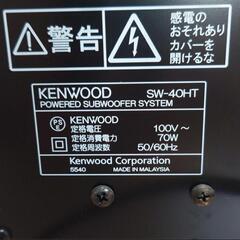 警告
感電の
おそれあり
カバーを
開けるな
KENWOOD SW-40HT
POWERED SUBWOOFER SYSTEM
PS E KENWOOD
定格電圧 100V~
定格消費電力 70W
定格周波数 50/60Hz
Kenwood Corporation
5540 MADE IN MALAYSIA